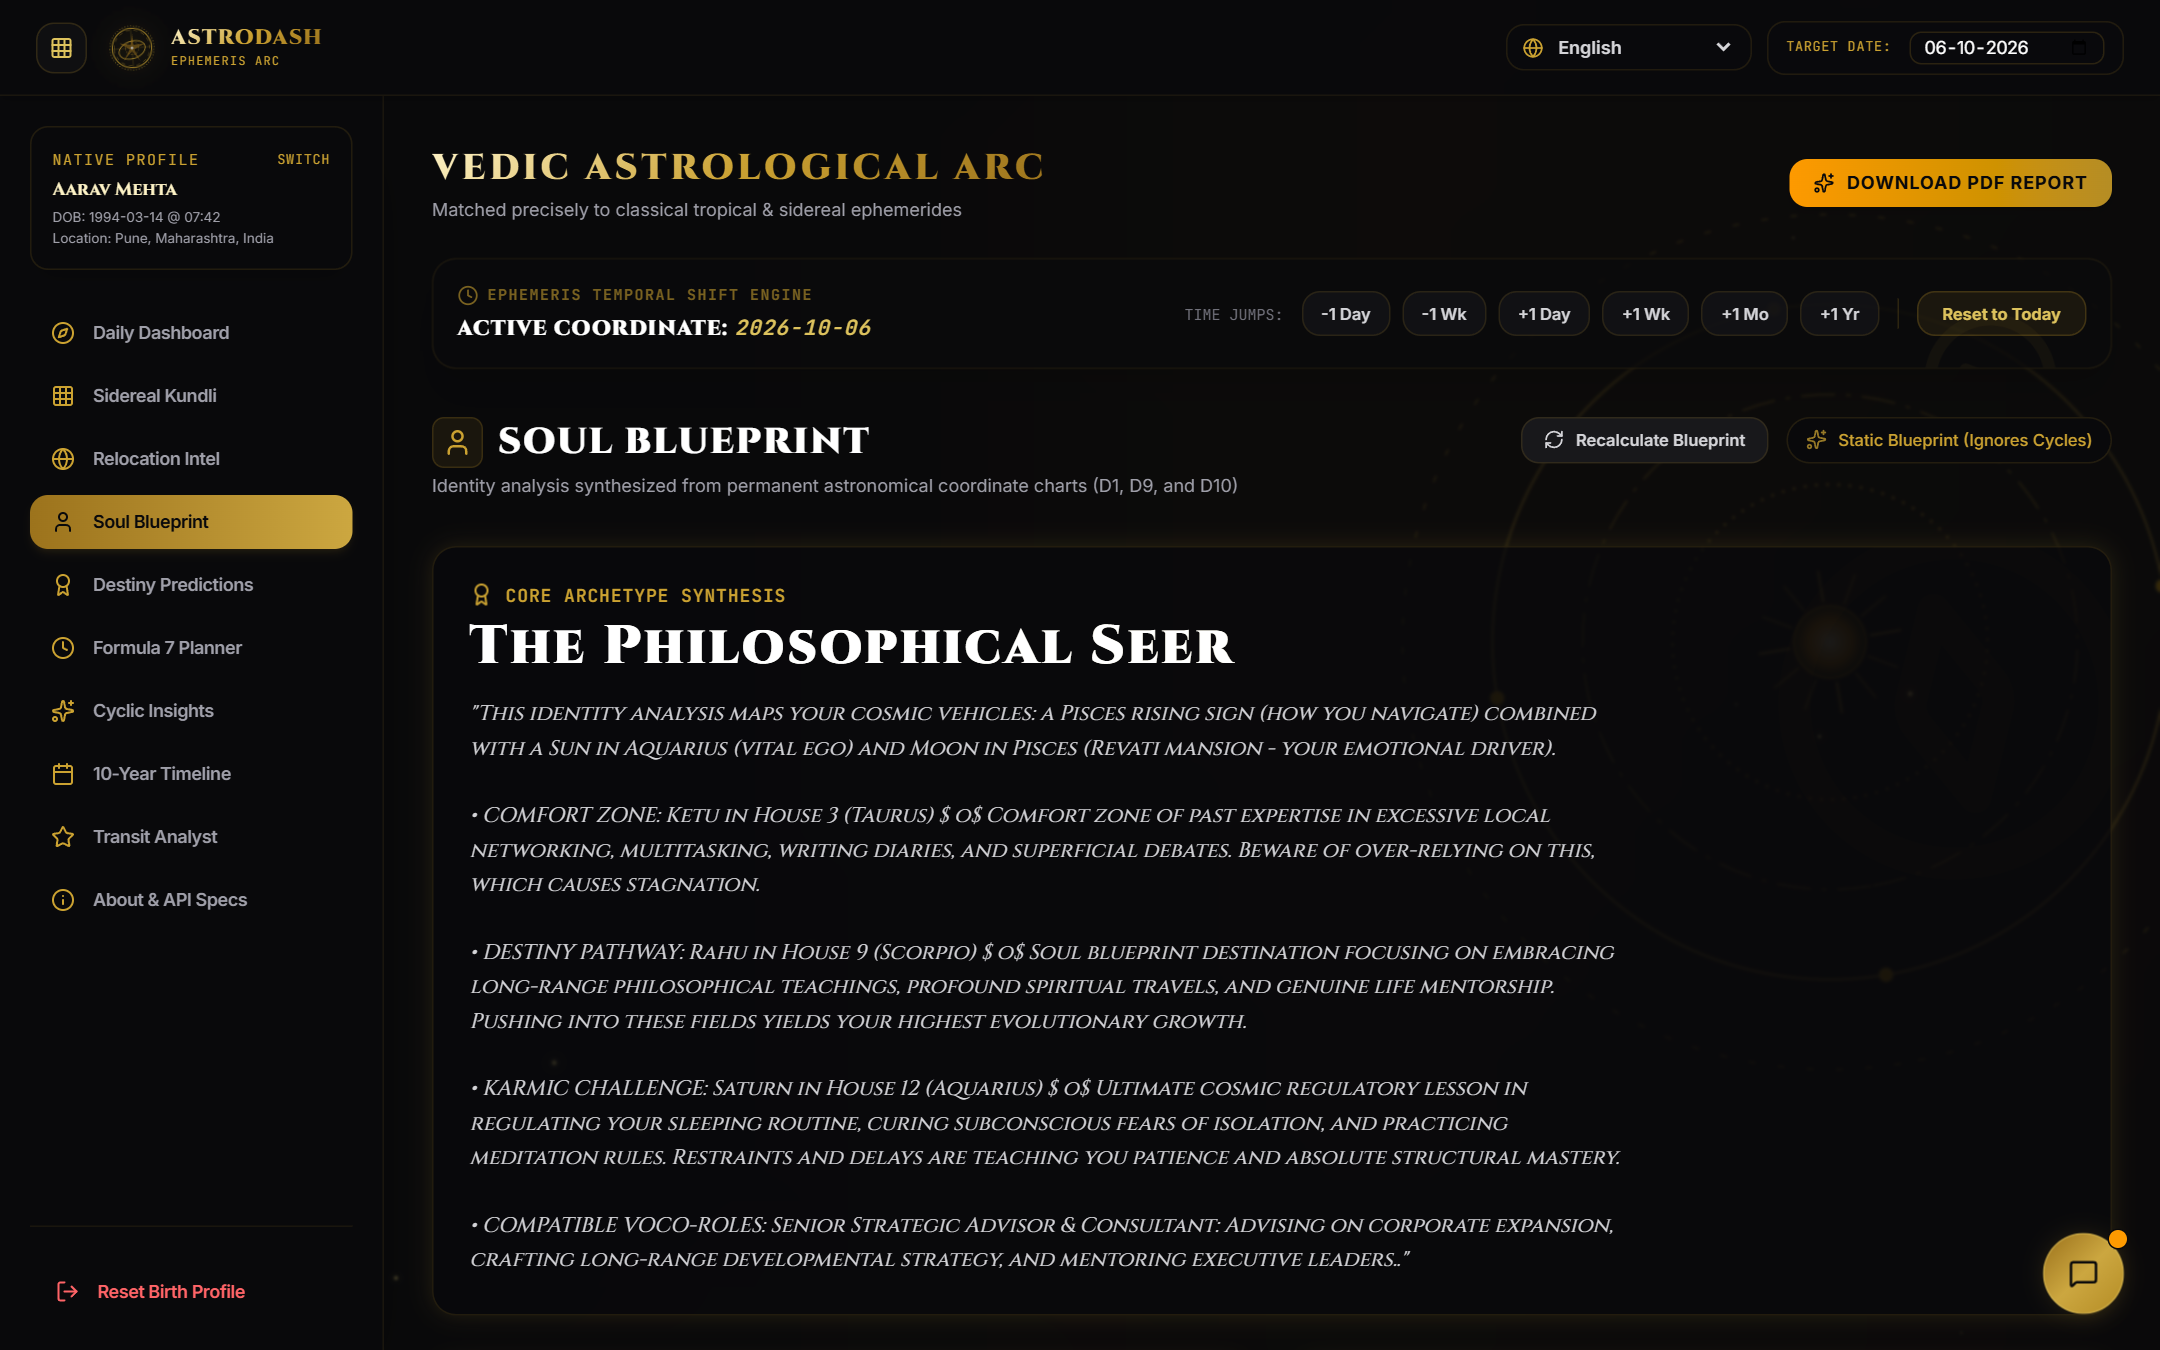 ASTRODASH
EPHEMERIS ARC
English
TARGET DATE:
06-10-2026
NATIVE PROFILE
SWITCH
AARAV MEHTA
DOB: 1994-03-14 @ 07:42
Location: Pune, Maharashtra, India
Daily Dashboard
Sidereal Kundli
Relocation Intel
Soul Blueprint
Destiny Predictions
Formula 7 Planner
Cyclic Insights
10-Year Timeline
Transit Analyst
About & API Specs
Reset Birth Profile
VEDIC ASTROLOGICAL ARC
Matched precisely to classical tropical & sidereal ephemerides
DOWNLOAD PDF REPORT
EPHEMERIS TEMPORAL SHIFT ENGINE
ACTIVE COORDINATE: 2026-10-06
TIME JUMPS:
-1 Day
-1 Wk
+1 Day
+1 Wk
+1 Mo
+1 Yr
Reset to Today
SOUL BLUEPRINT
Identity analysis synthesized from permanent astronomical coordinate charts (D1, D9, and D10)
Recalculate Blueprint
Static Blueprint (Ignores Cycles)
CORE ARCHETYPE SYNTHESIS
The Philosophical Seer
"This identity analysis maps your cosmic vehicles: a Pisces rising sign (how you navigate) combined
with a Sun in Aquarius (vital ego) and Moon in Pisces (Revati mansion - your emotional driver).
• COMFORT ZONE: Ketu in House 3 (Taurus) $ o$ Comfort zone of past expertise in excessive local
networking, multitasking, writing diaries, and superficial debates. Beware of over-relying on this,
which causes stagnation.
• DESTINY PATHWAY: Rahu in House 9 (Scorpio) $ o$ Soul blueprint destination focusing on embracing
long-range philosophical teachings, profound spiritual travels, and genuine life mentorship.
Pushing into these fields yields your highest evolutionary growth.
• KARMIC CHALLENGE: Saturn in House 12 (Aquarius) $ o$ Ultimate cosmic regulatory lesson in
regulating your sleeping routine, curing subconscious fears of isolation, and practicing
meditation rules. Restraints and delays are teaching you patience and absolute structural mastery.
• COMPATIBLE VOCO-ROLES: Senior Strategic Advisor & Consultant: Advising on corporate expansion,
crafting long-range developmental strategy, and mentoring executive leaders.."